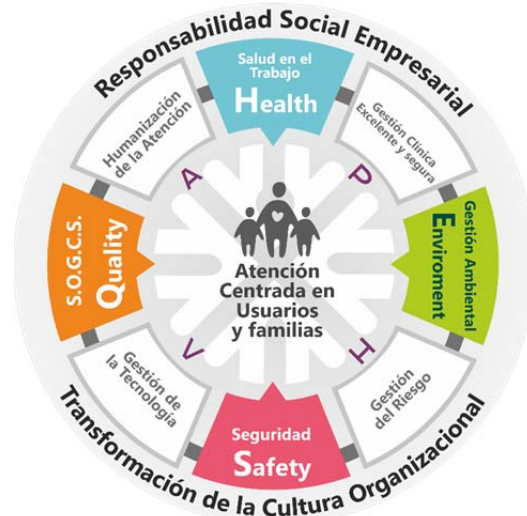 Responsabilidad Social Empresarial
Salud en el
Trabajo
Health
Gestión Clínica
Excelente y segura
Gestión Ambiental
Enviroment
Gestión
del Riesgo
Seguridad
Safety
Gestión de
la Tecnología
S.O.G.C.S.
Quality
Humanización
de la Atención
A
P
H
V
Atención
Centrada en
Usuarios
y familias
Transformación de la Cultura Organizacional